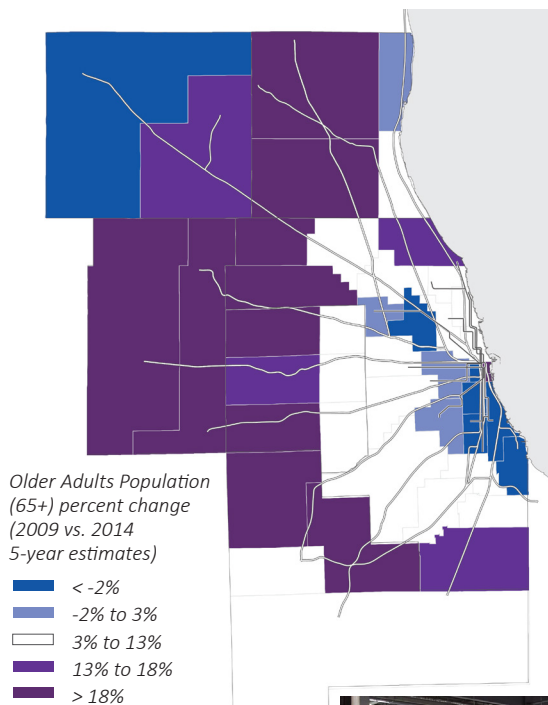 Older Adults Population
(65+) percent change
(2009 vs. 2014
5-year estimates)
< -2%
-2% to 3%
3% to 13%
13% to 18%
> 18%